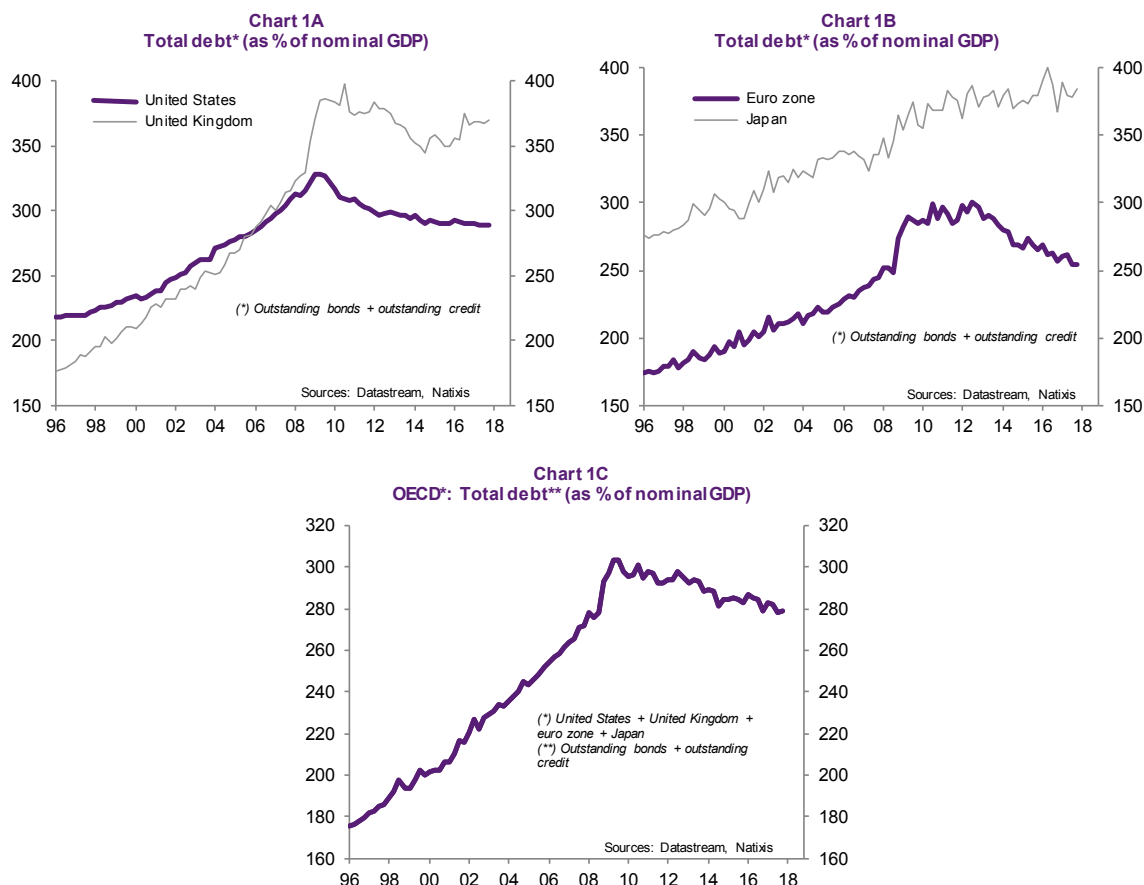 Chart 1A
Total debt* (as % of nominal GDP)
400
350
300
250
200
150
400
350
300
250
200
150
United States
United Kingdom
(*) Outstanding bonds + outstanding credit
Sources: Datastream, Natixis
96 98 00 02 04 06 08 10 12 14 16 18
Chart 1B
Total debt* (as % of nominal GDP)
400
350
300
250
200
150
400
350
300
250
200
150
Euro zone
Japan
(*) Outstanding bonds + outstanding credit
Sources: Datastream, Natixis
96 98 00 02 04 06 08 10 12 14 16 18
Chart 1C
OECD*: Total debt** (as % of nominal GDP)
320
300
280
260
240
220
200
180
160
320
300
280
260
240
220
200
180
160
(*) United States + United Kingdom +
euro zone + Japan
(**) Outstanding bonds + outstanding
credit
Sources: Datastream, Natixis
96 98 00 02 04 06 08 10 12 14 16 18